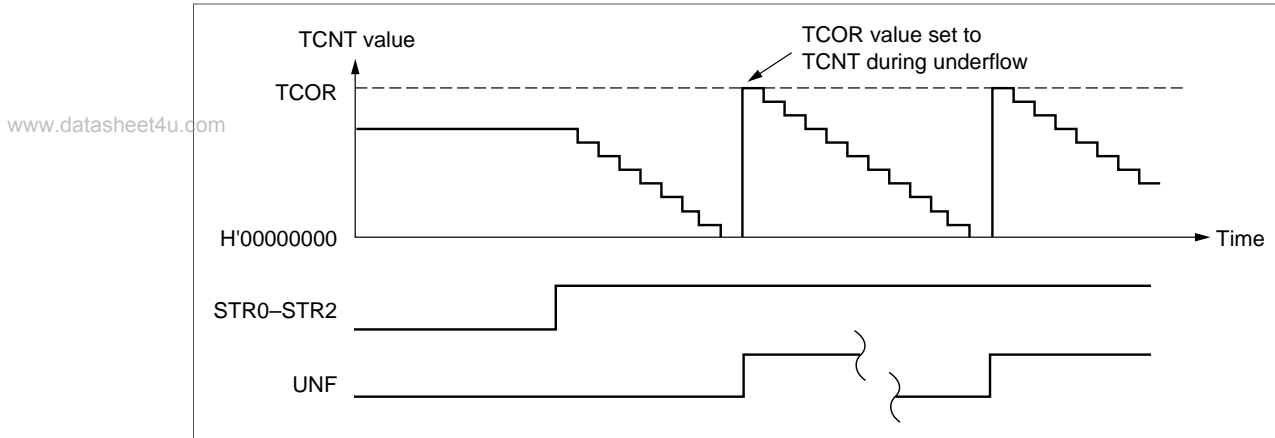 TCNT value
TCOR value set to
TCNT during underflow
TCOR
www.datasheet4u.com
H'00000000
Time
STR0–STR2
UNF